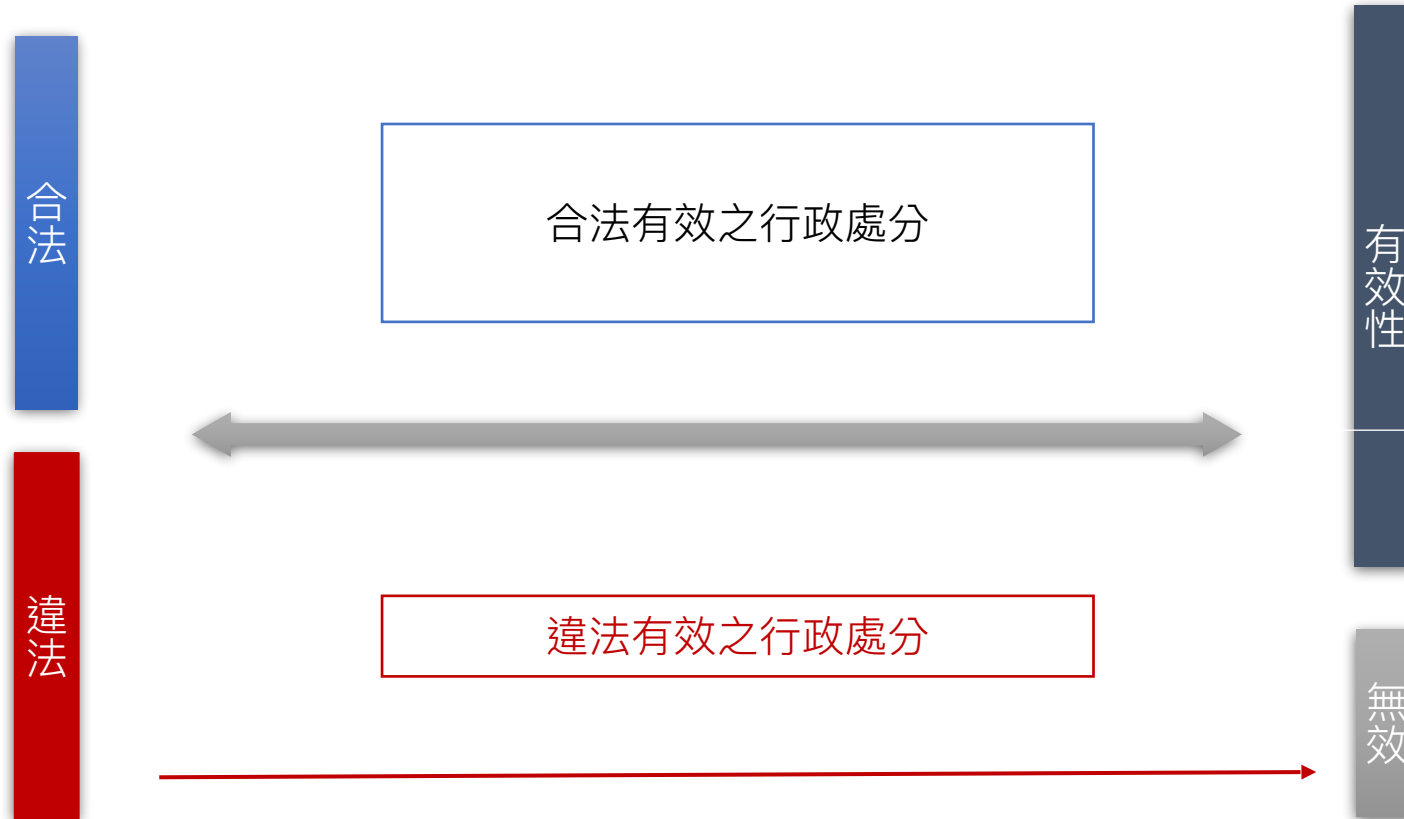 合法
合法有效之行政處分
有效性
違法
違法有效之行政處分
無效